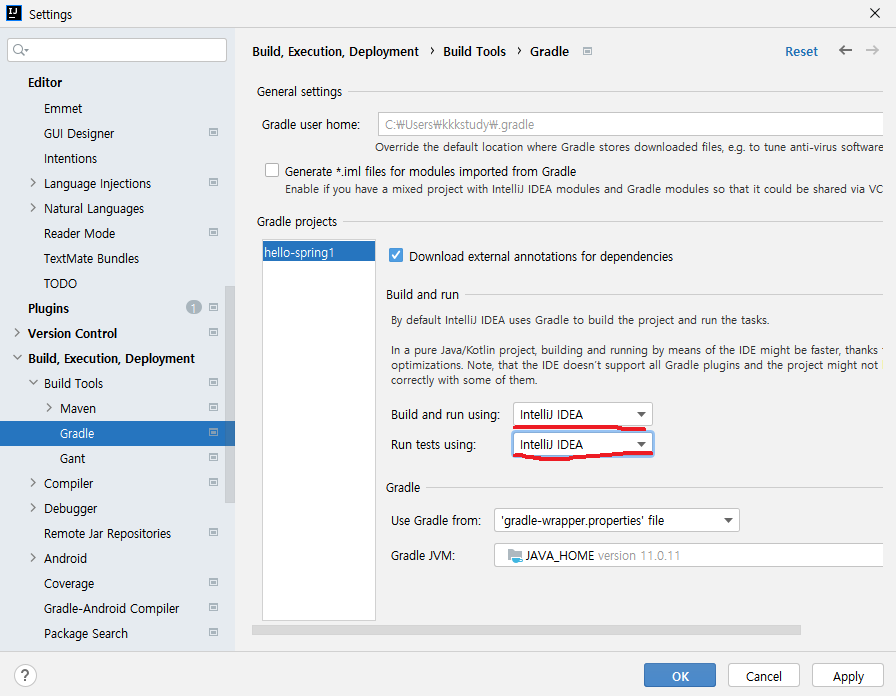 IJ Settings
Build, Execution, Deployment › Build Tools › Gradle Reset
Editor
Emmet
GUI Designer
Intentions
Language Injections
Natural Languages
Reader Mode
TextMate Bundles
TODO
Plugins 1
Version Control
Build, Execution, Deployment
Build Tools
Maven
Gradle
Gant
Compiler
Debugger
Remote Jar Repositories
Android
Coverage
Gradle-Android Compiler
Package Search
General settings
Gradle user home: C:₩Users₩kkkstudy₩.gradle
Override the default location where Gradle stores downloaded files, e.g. to tune anti-virus software
Generate *.iml files for modules imported from Gradle
Enable if you have a mixed project with IntelliJ IDEA modules and Gradle modules so that it could be shared via VC
Gradle projects
hello-spring1
Download external annotations for dependencies
Build and run
By default IntelliJ IDEA uses Gradle to build the project and run the tasks.
In a pure Java/Kotlin project, building and running by means of the IDE might be faster, thanks
optimizations. Note, that the IDE doesn't support all Gradle plugins and the project might not
correctly with some of them.
Build and run using: IntelliJ IDEA
Run tests using: IntelliJ IDEA
Gradle
Use Gradle from: 'gradle-wrapper.properties' file
Gradle JVM: JAVA_HOME version 11.0.11
? OK Cancel Apply